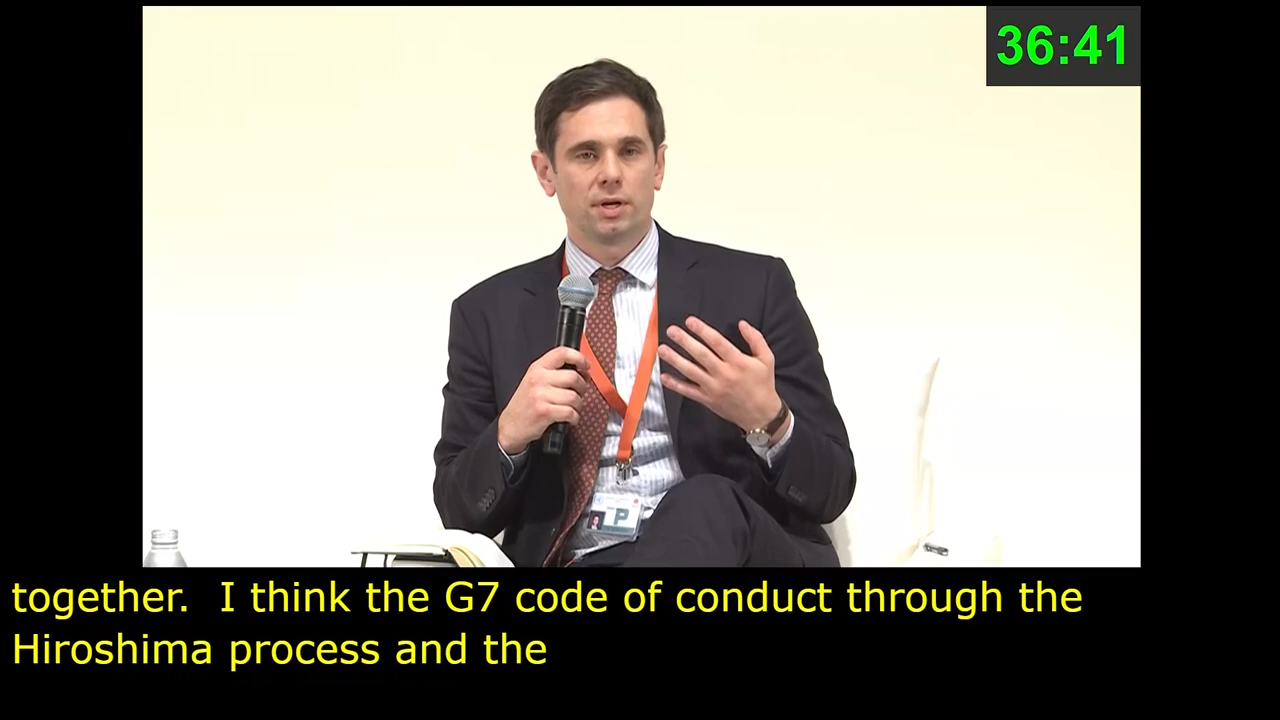 36:41
P
together.  I think the G7 code of conduct through the
Hiroshima process and the